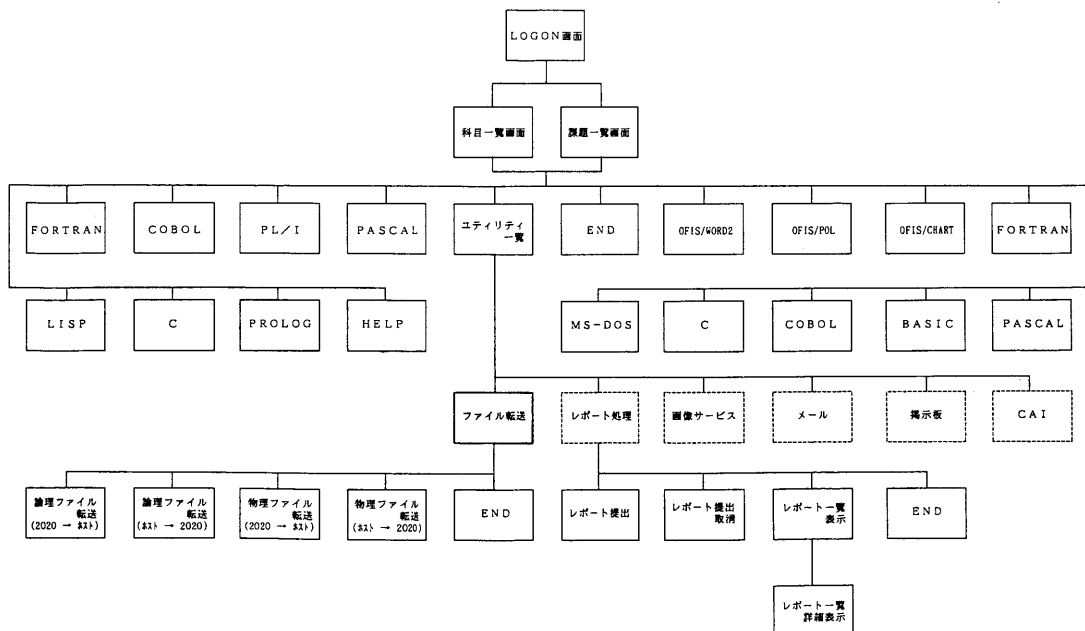 LOGON画面
科目一覧画面
課題一覧画面
FORTRAN
COBOL
PL/I
PASCAL
ユティリティ
一覧
END
OFIS/WORD2
OFIS/POL
OFIS/CHART
FORTRAN
LISP
C
PROLOG
HELP
MS-DOS
C
COBOL
BASIC
PASCAL
ファイル転送
レポート処理
画像サービス
メール
掲示板
CAI
論理ファイル
転送
(2020 → ホスト)
論理ファイル
転送
(ホスト → 2020)
物理ファイル
転送
(2020 → ホスト)
物理ファイル
転送
(ホスト → 2020)
END
レポート提出
レポート提出
取消
レポート一覧
表示
END
レポート一覧
詳細表示